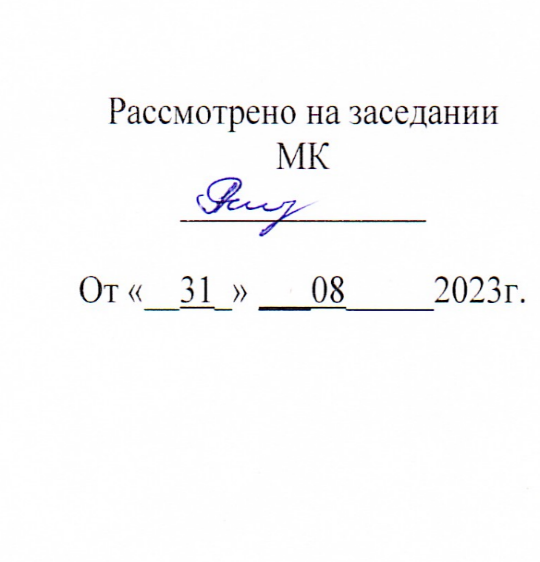 Рассмотрено на заседании
МК
От «__31_» ___08_____2023г.